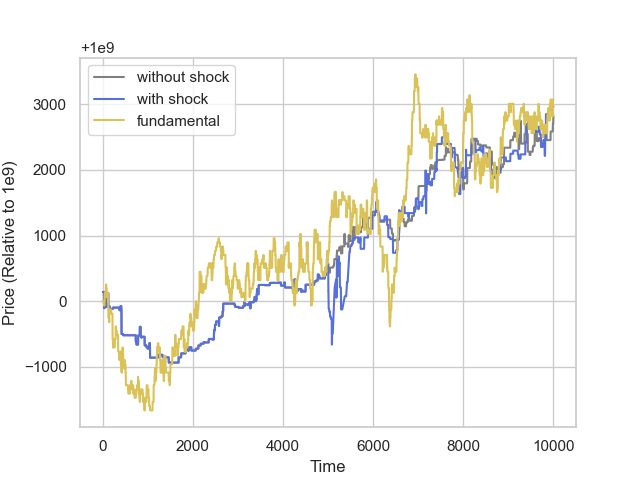 +1e9
without shock
with shock
fundamental
3000
2000
1000
0
−1000
0 2000 4000 6000 8000 10000
Time
Price (Relative to 1e9)